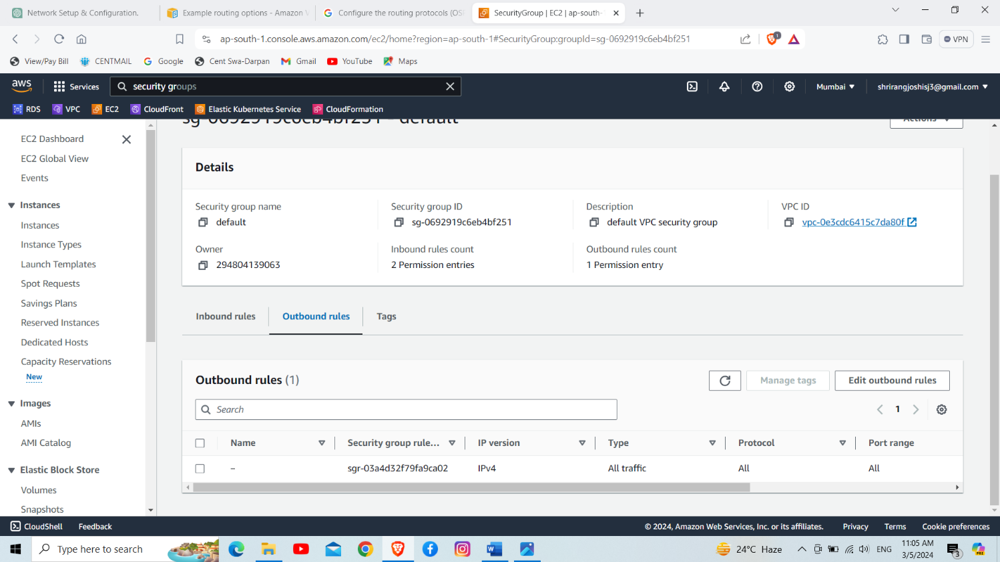 Network Setup & Configuration.
Example routing options - Amazon V
Configure the routing protocols (OS
SecurityGroup | EC2 | ap-south-
ap-south-1.console.aws.amazon.com/ec2/home?region=ap-south-1#SecurityGroup:groupId=sg-0692919c6eb4bf251
1
VPN
View/Pay Bill
CENTMAIL
Google
Cent Swa-Darpan
Gmail
YouTube
Maps
aws
Services
security groups
Mumbai
shrirangjoshisj3@gmail.com
RDS
VPC
EC2
CloudFront
Elastic Kubernetes Service
CloudFormation
EC2 Dashboard
EC2 Global View
Events
Instances
Instances
Instance Types
Launch Templates
Spot Requests
Savings Plans
Reserved Instances
Dedicated Hosts
Capacity Reservations
New
Images
AMIs
AMI Catalog
Elastic Block Store
Volumes
Snapshots
sg-0692919c6eb4bf251 - default
Actions
Details
Security group name
default
Security group ID
sg-0692919c6eb4bf251
Description
default VPC security group
VPC ID
vpc-0e3cdc6415c7da80f
Owner
294804139063
Inbound rules count
2 Permission entries
Outbound rules count
1 Permission entry
Inbound rules
Outbound rules
Tags
Outbound rules (1)
Manage tags
Edit outbound rules
Search
1
Name
Security group rule...
IP version
Type
Protocol
Port range
–
sgr-03a4d32f79fa9ca02
IPv4
All traffic
All
All
CloudShell
Feedback
© 2024, Amazon Web Services, Inc. or its affiliates.
Privacy
Terms
Cookie preferences
Type here to search
24°C Haze
ENG
11:05 AM
3/5/2024
3
PRE